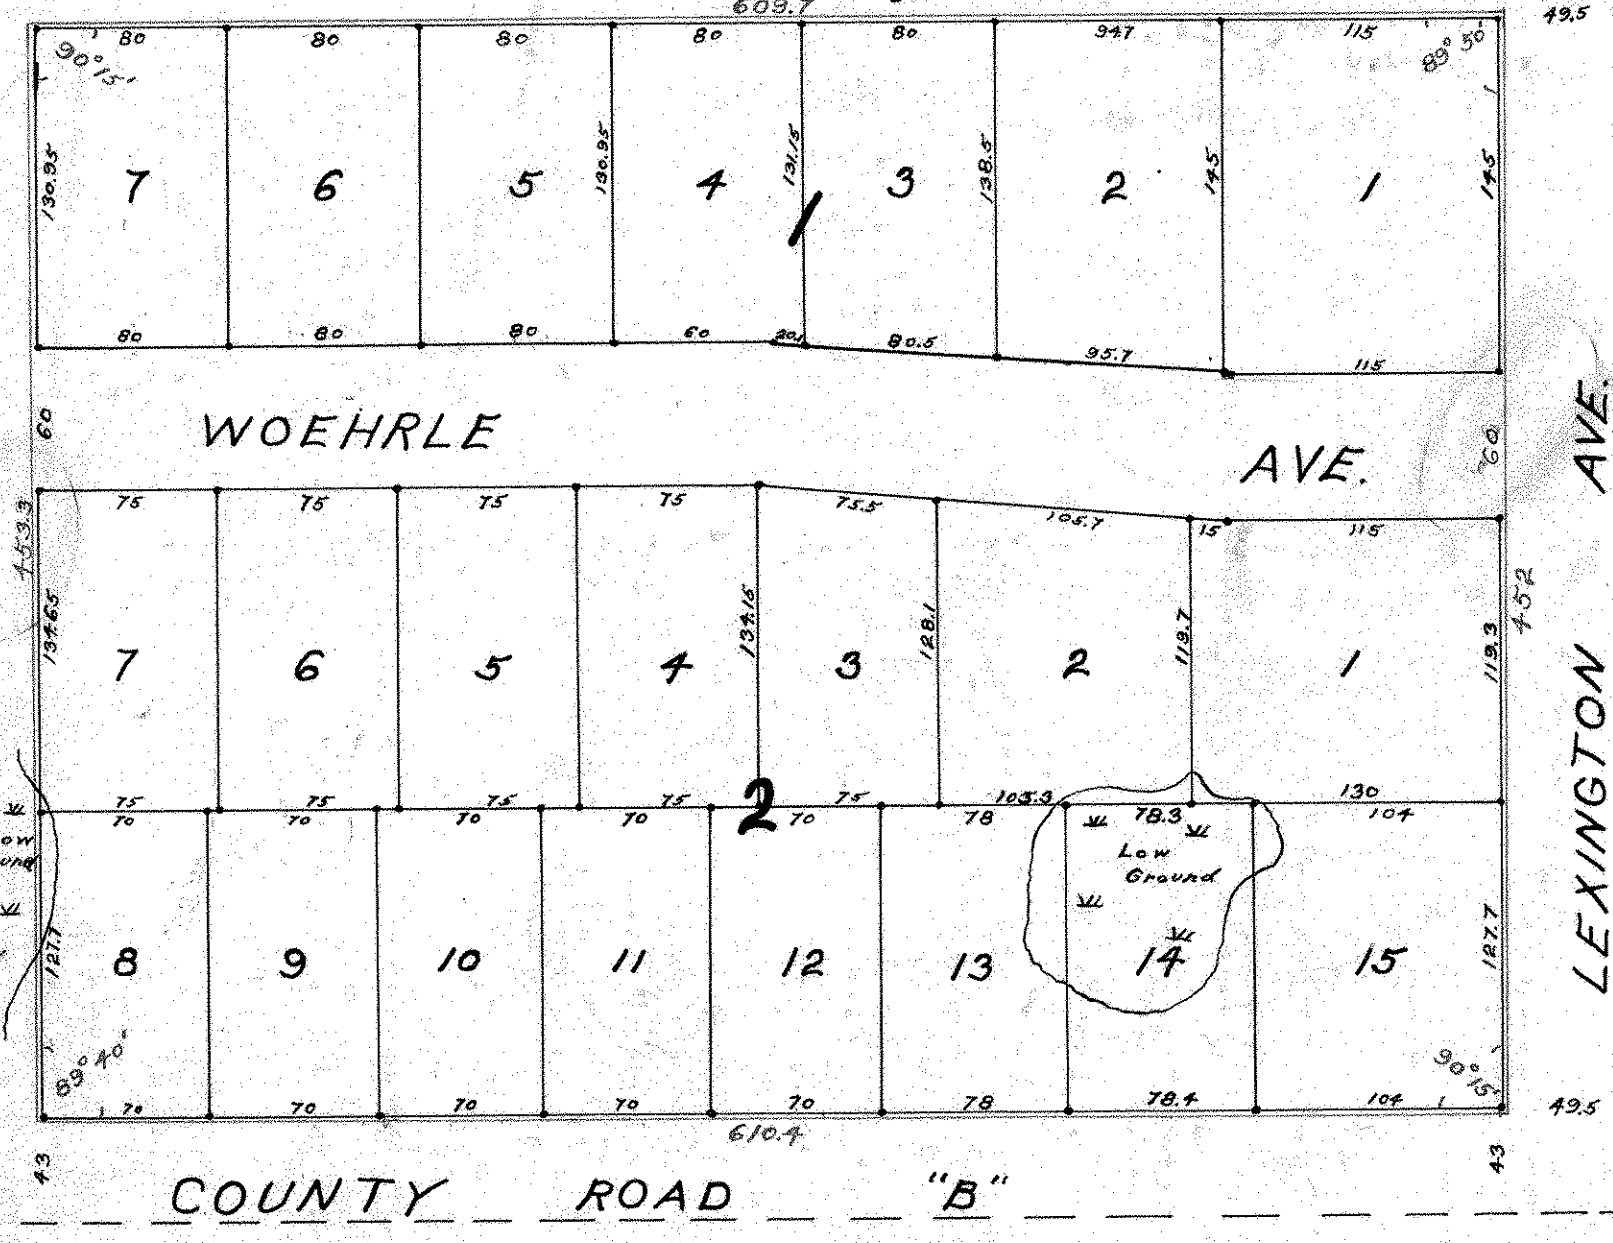 609.7
49.5
80 80 80 80 80 947 115
90°15' 89° 50'
130.95 130.95 131.15 138.5 145 145
7 6 5 4 3 2 1
1
80 80 80 60 20.1 80.5 95.7 115
60 WOEHRLE AVE. 60
75 75 75 75 75.5 105.7 15 115
453.3 452
134.65 134.15 128.1 119.7 119.3
7 6 5 4 3 2 1
75 75 75 75 75 105.3 130
2
70 70 70 70 70 78 78.3 104
Low
Ground
127.7 127.7
8 9 10 11 12 13 14 15
89° 40' 90°15'
70 70 70 70 70 78 78.4 104
610.4
49.5
43 43
COUNTY ROAD "B"
LEXINGTON AVE.